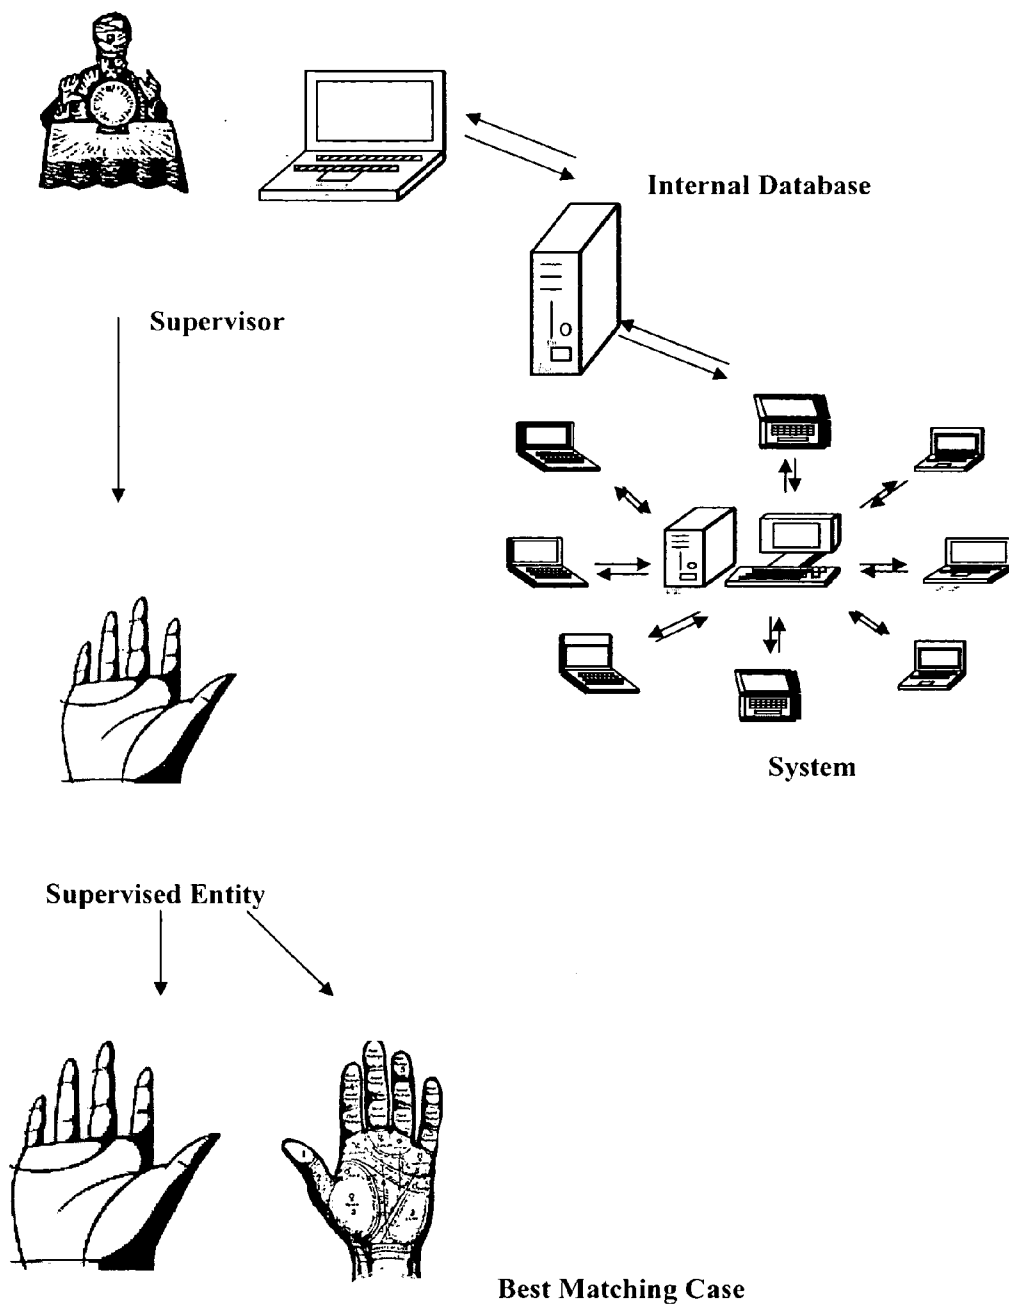 Internal Database
Supervisor
System
Supervised Entity
Best Matching Case